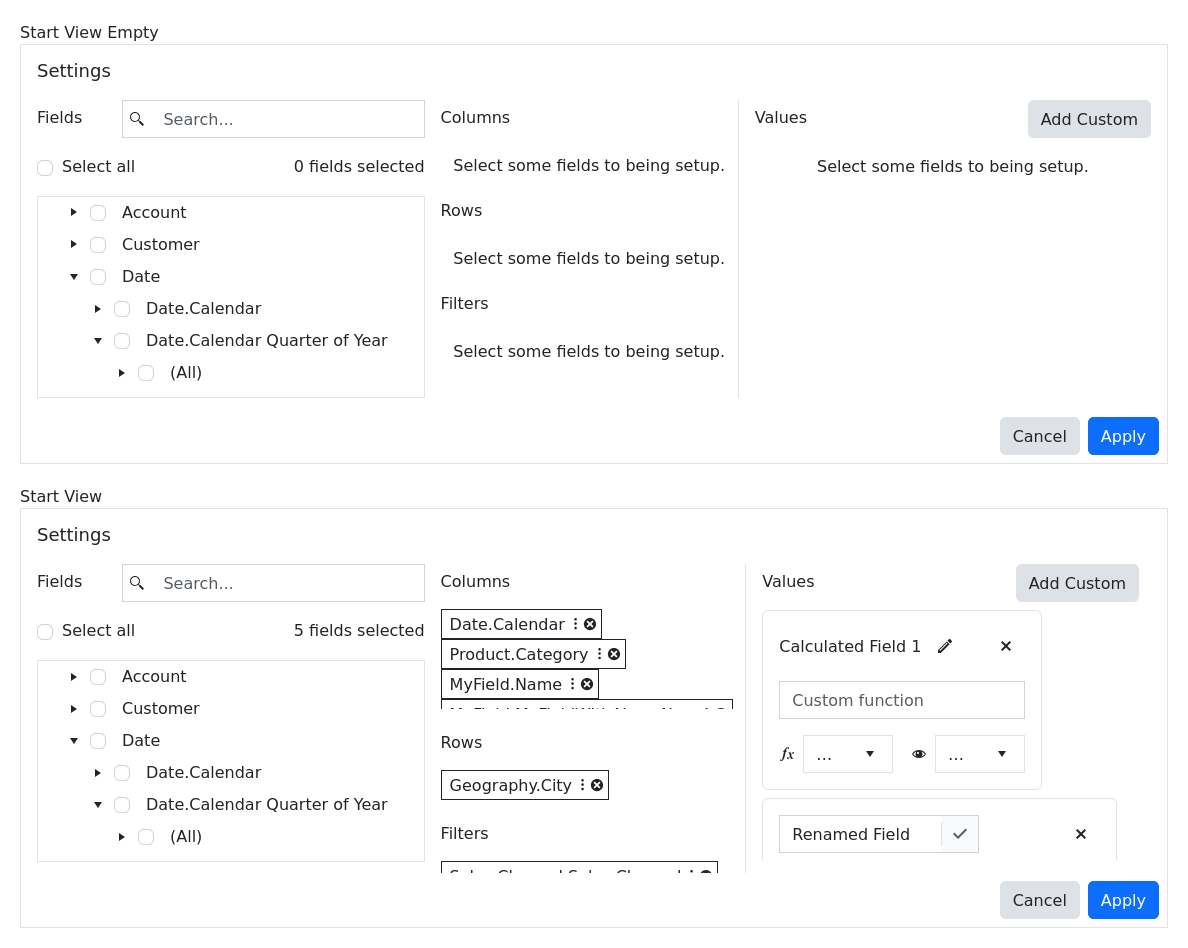 Start View Empty
Settings
Fields
Search...
Select all
0 fields selected
Account
Customer
Date
Date.Calendar
Date.Calendar Quarter of Year
(All)
Columns
Select some fields to being setup.
Rows
Select some fields to being setup.
Filters
Select some fields to being setup.
Values
Add Custom
Select some fields to being setup.
Cancel
Apply
Start View
Settings
Fields
Search...
Select all
5 fields selected
Account
Customer
Date
Date.Calendar
Date.Calendar Quarter of Year
(All)
Columns
Date.Calendar
Product.Category
MyField.Name
Rows
Geography.City
Filters
Values
Add Custom
Calculated Field 1
Custom function
fx
...
...
Renamed Field
Cancel
Apply